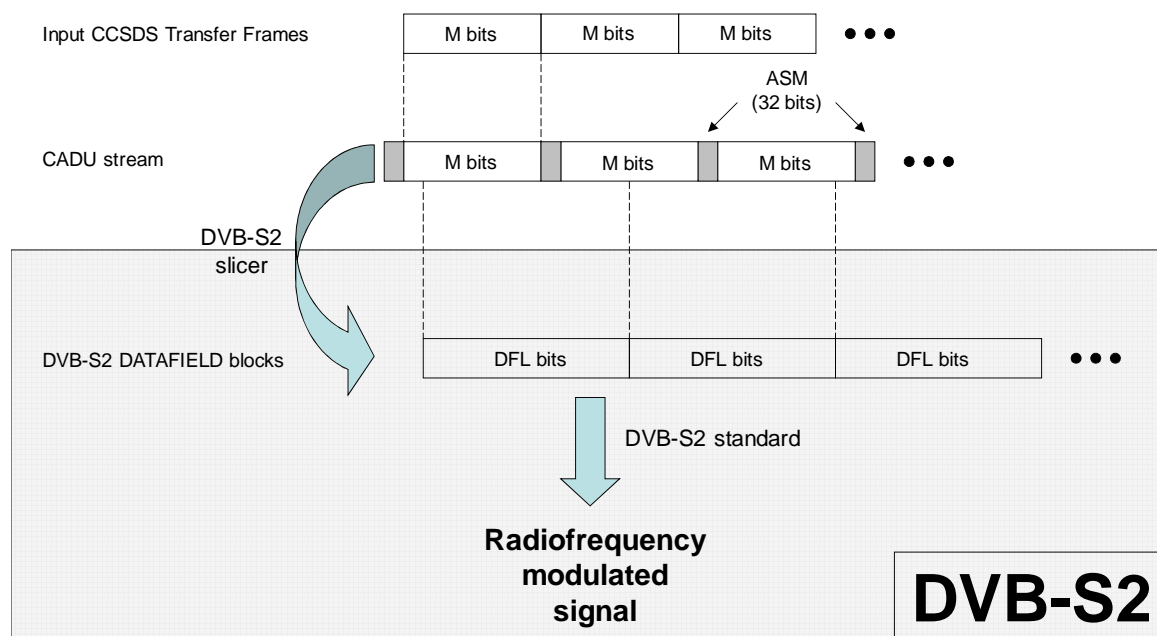 Input CCSDS Transfer Frames
M bits M bits M bits
ASM
(32 bits)
CADU stream
M bits M bits M bits
DVB-S2
slicer
DVB-S2 DATAFIELD blocks
DFL bits DFL bits DFL bits
DVB-S2 standard
Radiofrequency
modulated
signal
DVB-S2